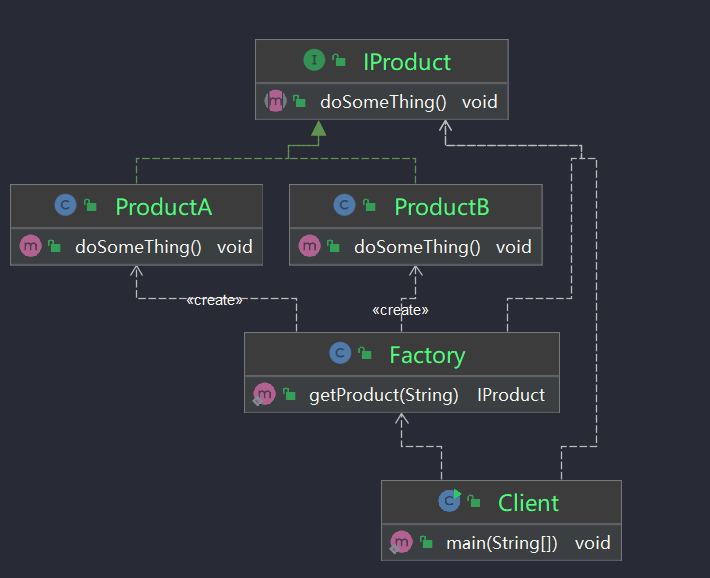 I IProduct
m doSomeThing() void
C ProductA
m doSomeThing() void
C ProductB
m doSomeThing() void
«create»
«create»
C Factory
m getProduct(String) IProduct
C Client
m main(String[]) void